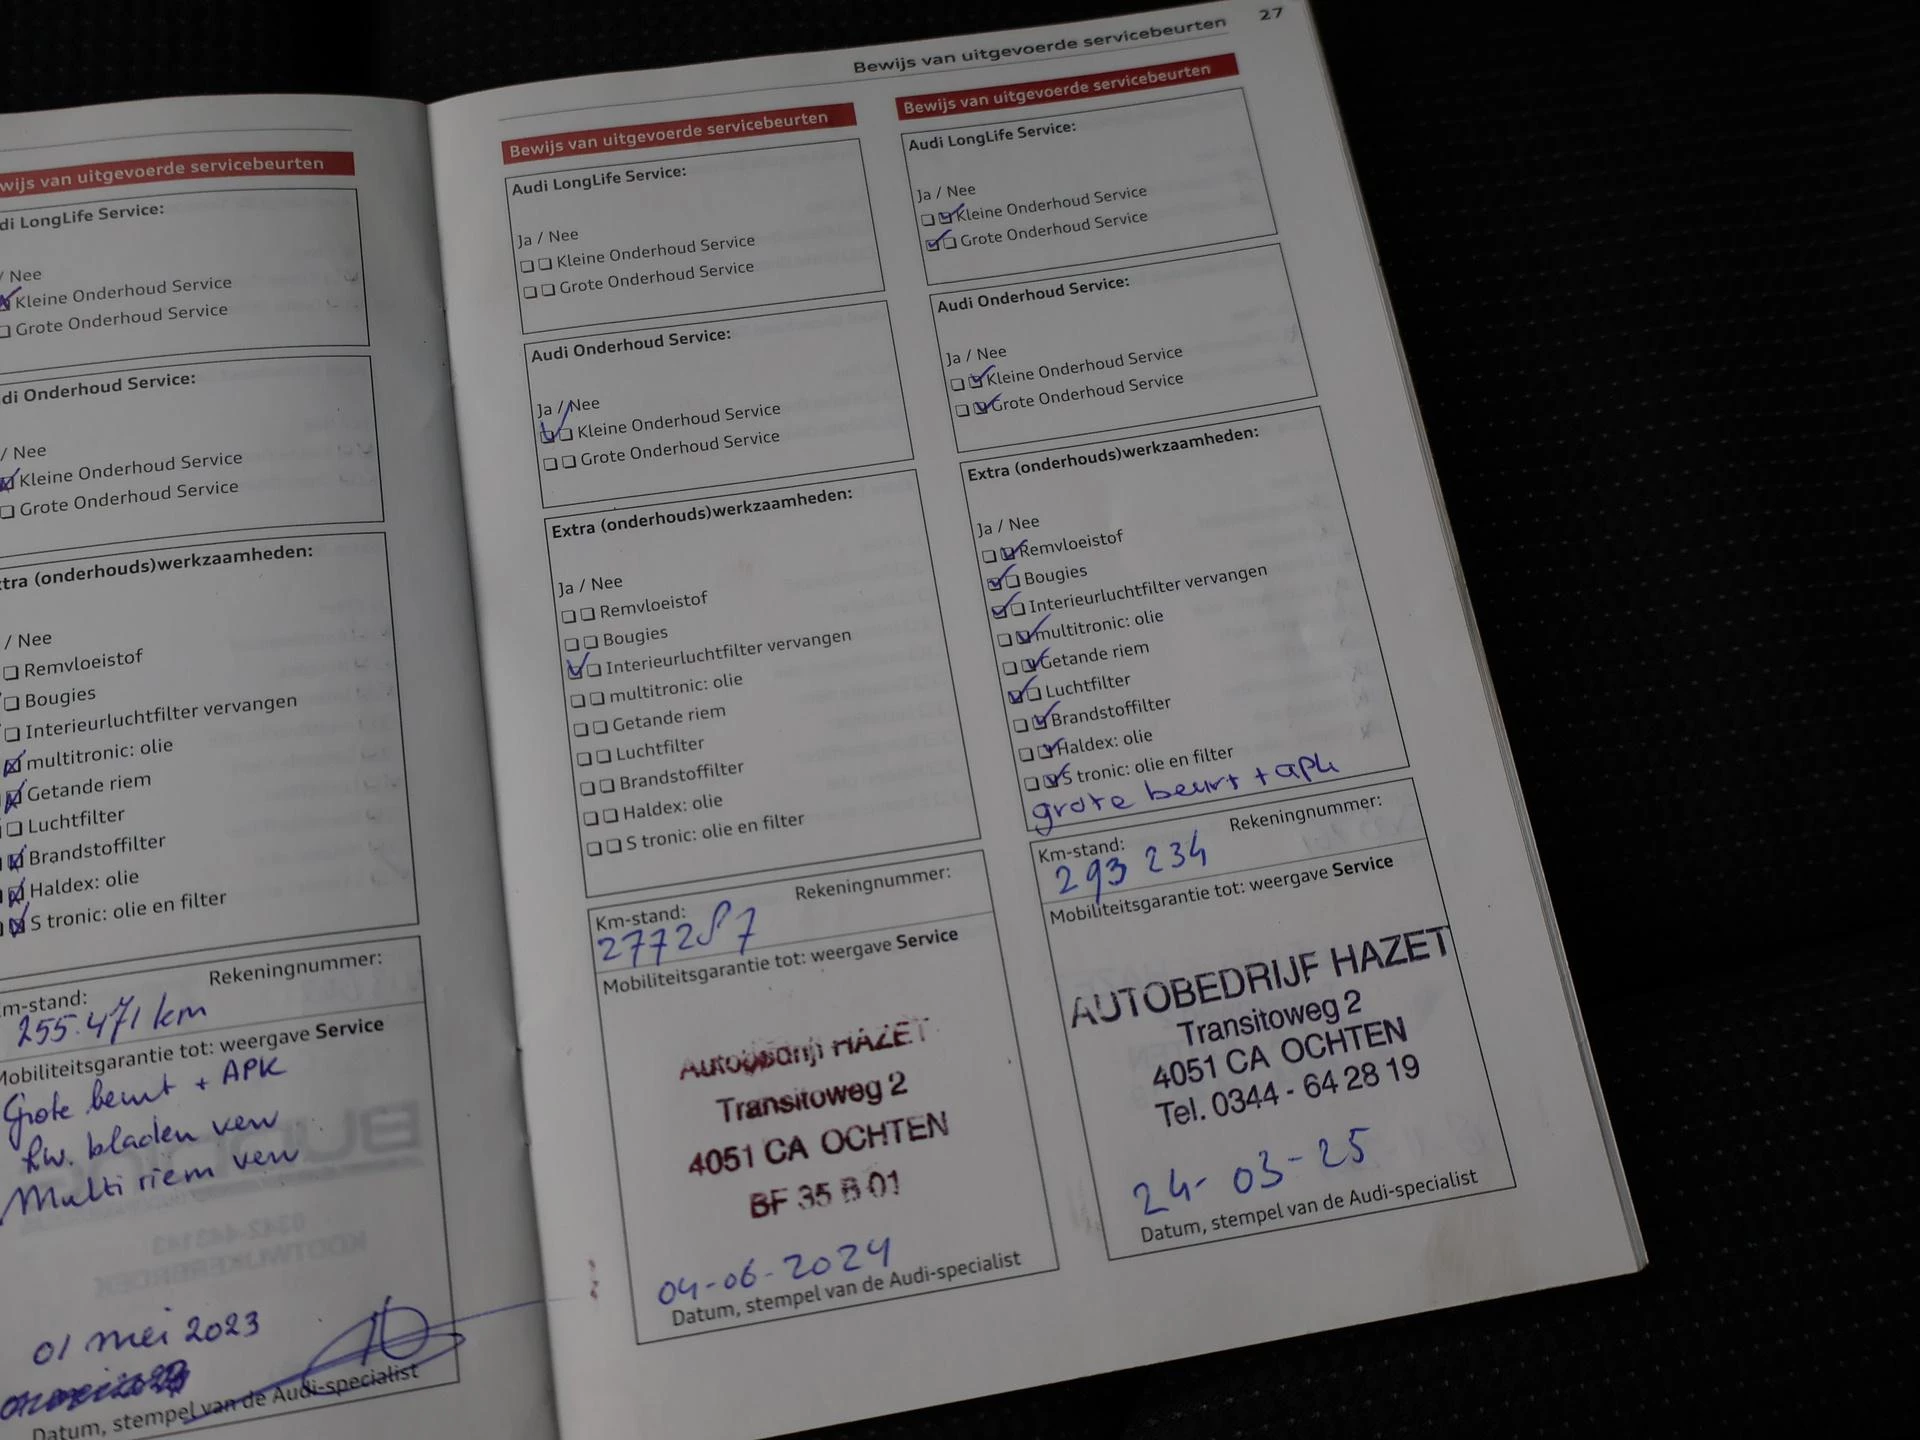 Bewijs van uitgevoerde servicebeurten 27
wijs van uitgevoerde servicebeurten
di LongLife Service:
/ Nee
Kleine Onderhoud Service
Grote Onderhoud Service
di Onderhoud Service:
/ Nee
Kleine Onderhoud Service
Grote Onderhoud Service
tra (onderhouds)werkzaamheden:
/ Nee
Remvloeistof
Bougies
Interieurluchtfilter vervangen
multitronic: olie
Getande riem
Luchtfilter
Brandstoffilter
Haldex: olie
S tronic: olie en filter
m-stand: Rekeningnummer:
255.471 km
Mobiliteitsgarantie tot: weergave Service
Grote beurt + APK
Rw. bladen verv
Multi riem verv
01 mei 2023
Datum, stempel van de Audi-specialist
Bewijs van uitgevoerde servicebeurten
Audi LongLife Service:
Ja / Nee
Kleine Onderhoud Service
Grote Onderhoud Service
Audi Onderhoud Service:
Ja / Nee
Kleine Onderhoud Service
Grote Onderhoud Service
Extra (onderhouds)werkzaamheden:
Ja / Nee
Remvloeistof
Bougies
Interieurluchtfilter vervangen
multitronic: olie
Getande riem
Luchtfilter
Brandstoffilter
Haldex: olie
S tronic: olie en filter
Km-stand: Rekeningnummer:
277287
Mobiliteitsgarantie tot: weergave Service
Autobedrijf HAZET
Transitoweg 2
4051 CA OCHTEN
BF 35 B 01
04-06-2024
Datum, stempel van de Audi-specialist
Bewijs van uitgevoerde servicebeurten
Audi LongLife Service:
Ja / Nee
Kleine Onderhoud Service
Grote Onderhoud Service
Audi Onderhoud Service:
Ja / Nee
Kleine Onderhoud Service
Grote Onderhoud Service
Extra (onderhouds)werkzaamheden:
Ja / Nee
Remvloeistof
Bougies
Interieurluchtfilter vervangen
multitronic: olie
Getande riem
Luchtfilter
Brandstoffilter
Haldex: olie
S tronic: olie en filter
grote beurt + apk
Km-stand: Rekeningnummer:
293 234
Mobiliteitsgarantie tot: weergave Service
AUTOBEDRIJF HAZET
Transitoweg 2
4051 CA OCHTEN
Tel. 0344 - 64 28 19
24-03-25
Datum, stempel van de Audi-specialist